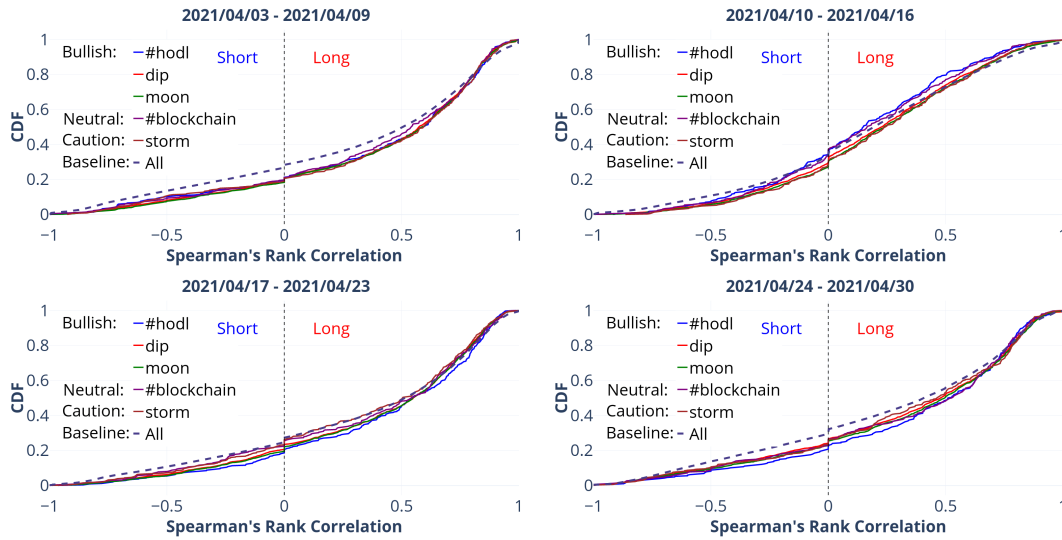 2021/04/03 - 2021/04/09
CDF
1
0.8
0.6
0.4
0.2
0
Bullish: #hodl
dip
moon
Neutral: #blockchain
Caution: storm
Baseline: All
Short Long
−1 −0.5 0 0.5 1
Spearman's Rank Correlation
2021/04/10 - 2021/04/16
CDF
1
0.8
0.6
0.4
0.2
0
Bullish: #hodl
dip
moon
Neutral: #blockchain
Caution: storm
Baseline: All
Short Long
−1 −0.5 0 0.5 1
Spearman's Rank Correlation
2021/04/17 - 2021/04/23
CDF
1
0.8
0.6
0.4
0.2
0
Bullish: #hodl
dip
moon
Neutral: #blockchain
Caution: storm
Baseline: All
Short Long
−1 −0.5 0 0.5 1
Spearman's Rank Correlation
2021/04/24 - 2021/04/30
CDF
1
0.8
0.6
0.4
0.2
0
Bullish: #hodl
dip
moon
Neutral: #blockchain
Caution: storm
Baseline: All
Short Long
−1 −0.5 0 0.5 1
Spearman's Rank Correlation